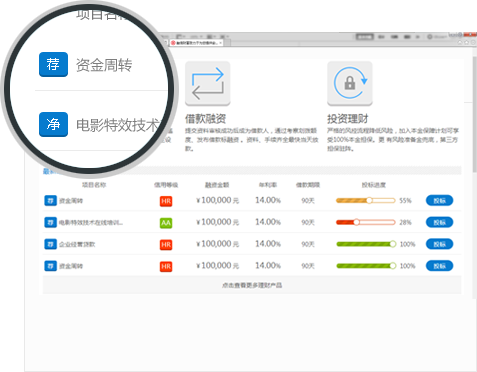 项目名称
荐 资金周转
净 电影特效技术
借款融资
提交资料审核成功后成为借款人，通过考察划拨额
度、发布借款标融资。资料、手续齐全最快当天放
款。
投资理财
严格的风控流程降低风险，加入本金保障计划可享
受100%本金担保。更有风险准备金兜底，第三方
担保驻阵。
项目名称 信用等级 融资金额 年利率 借款期限 投标进度
荐 资金周转 HR ¥100,000 元 14.00% 90天 55% 投标
荐 电影特效技术在线培训... AA ¥100,000 元 14.00% 90天 28% 投标
荐 企业经营贷款 HR ¥100,000 元 14.00% 90天 100% 投标
荐 资金周转 HR ¥100,000 元 14.00% 90天 100% 投标
点击查看更多理财产品